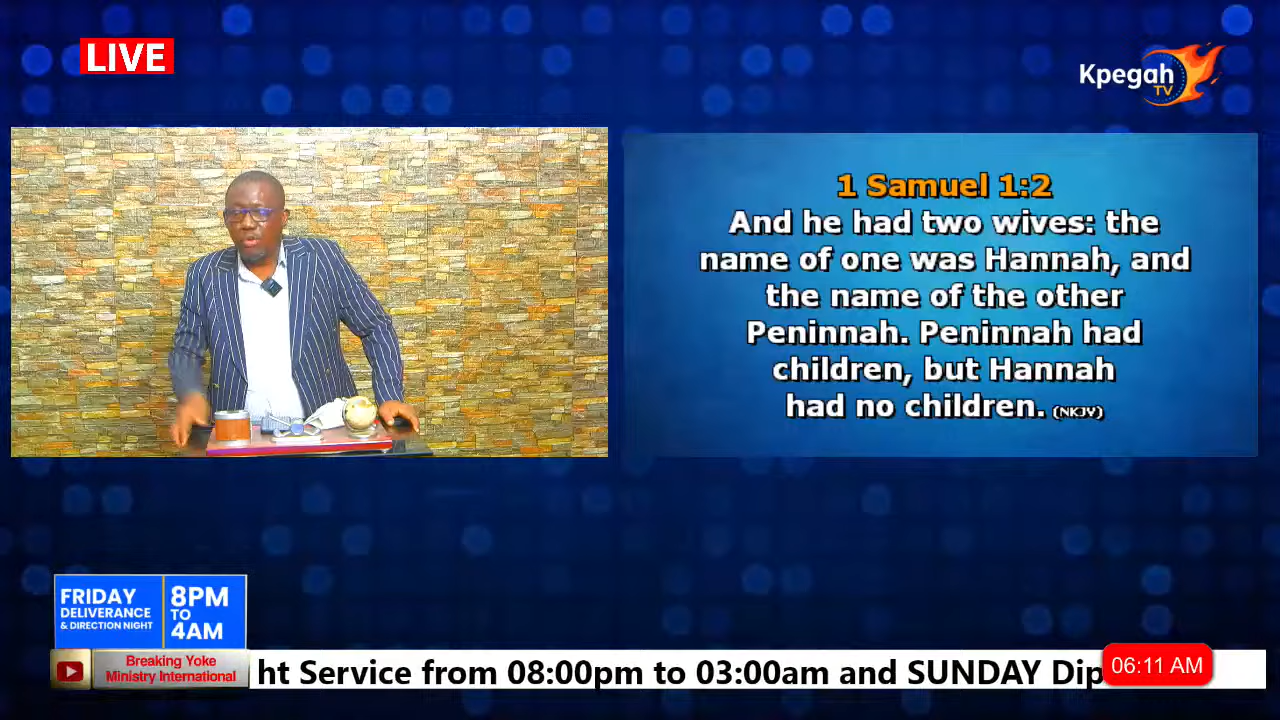 LIVE
Kpegah
TV
1 Samuel 1:2
And he had two wives: the
name of one was Hannah, and
the name of the other
Peninnah. Peninnah had
children, but Hannah
had no children. (NKJV)
FRIDAY
DELIVERANCE
& DIRECTION NIGHT
8PM
TO
4AM
Breaking Yoke
Ministry International
ht Service from 08:00pm to 03:00am and SUNDAY Dip
06:11 AM